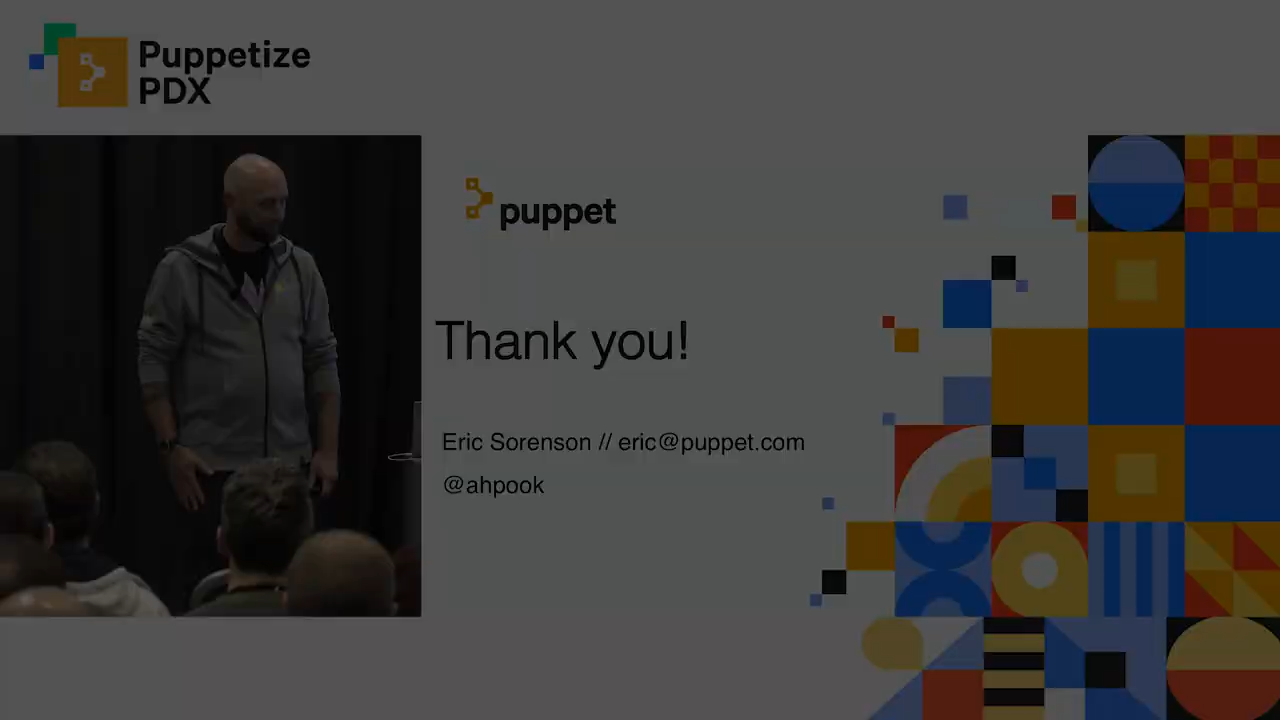 Puppetize
PDX
puppet
Thank you!
Eric Sorenson // eric@puppet.com
@ahpook